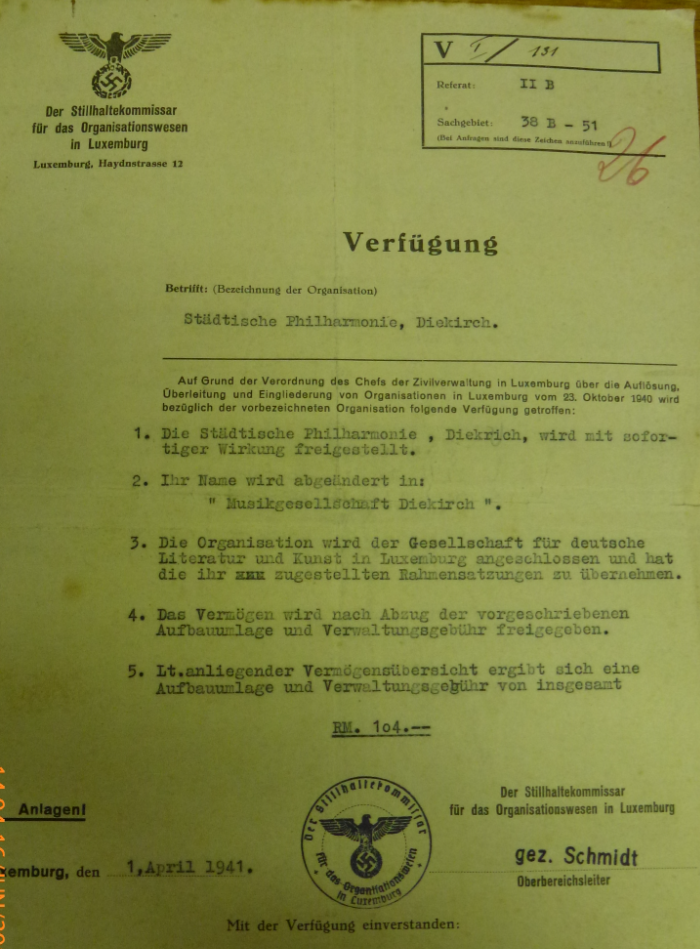 Der Stillhaltekommissar
für das Organisationswesen
in Luxemburg
Luxemburg, Haydnstrasse 12
V I/ 131
Referat: II B
Sachgebiet: 38 B - 51
(Bei Anfragen sind diese Zeichen anzuführen!)
26
Verfügung
Betrifft: (Bezeichnung der Organisation)
Städtische Philharmonie, Diekirch.
Auf Grund der Verordnung des Chefs der Zivilverwaltung in Luxemburg über die Auflösung,
Überleitung und Eingliederung von Organisationen in Luxemburg vom 23. Oktober 1940 wird
bezüglich der vorbezeichneten Organisation folgende Verfügung getroffen:
1. Die Städtische Philharmonie , Diekrich, wird mit sofor-
tiger Wirkung freigestellt.
2. Ihr Name wird abgeändert in:
" Musikgesellschaft Diekirch ".
3. Die Organisation wird der Gesellschaft für deutsche
Literatur und Kunst in Luxemburg angeschlossen und hat
die ihr xxx zugestellten Rahmensatzungen zu übernehmen.
4. Das Vermögen wird nach Abzug der vorgeschriebenen
Aufbauumlage und Verwaltungsgebühr freigegeben.
5. Lt.anliegender Vermögensübersicht ergibt sich eine
Aufbauumlage und Verwaltungsgebühr von insgesamt
RM. 1o4.--
Anlagen!
emburg, den 1,April 1941.
Der Stillhaltekommissar
für das Organisationswesen
in Luxemburg
Der Stillhaltekommissar
für das Organisationswesen in Luxemburg
gez. Schmidt
Oberbereichsleiter
Mit der Verfügung einverstanden: